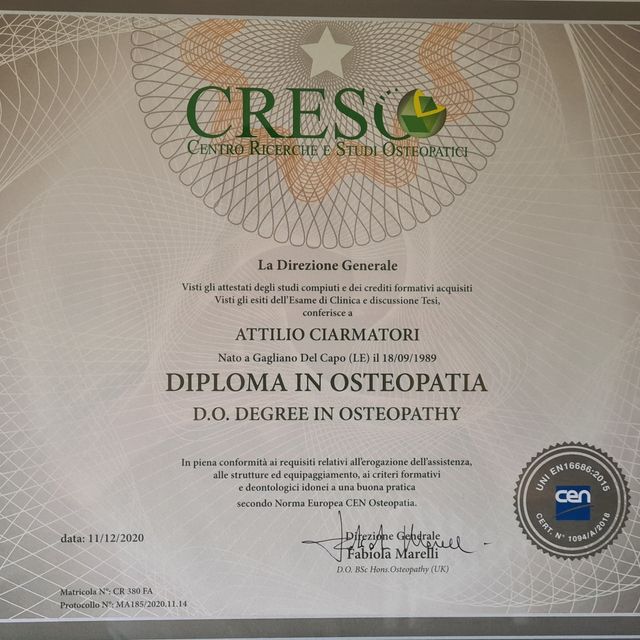 CRESO
CENTRO RICERCHE E STUDI OSTEOPATICI
La Direzione Generale
Visti gli attestati degli studi compiuti e dei crediti formativi acquisiti
Visti gli esiti dell'Esame di Clinica e discussione Tesi,
conferisce a
ATTILIO CIARMATORI
Nato a Gagliano Del Capo (LE) il 18/09/1989
DIPLOMA IN OSTEOPATIA
D.O. DEGREE IN OSTEOPATHY
In piena conformità ai requisiti relativi all'erogazione dell'assistenza,
alle strutture ed equipaggiamento, ai criteri formativi
e deontologici idonei a una buona pratica
secondo Norma Europea CEN Osteopatia.
UNI EN16686:2015
cen
CERT. N° 1094/A/2018
data: 11/12/2020
Direzione Generale
Fabiola Marelli
D.O. BSc Hons.Osteopathy (UK)
Matricola N°: CR 380 FA
Protocollo N°: MA185/2020.11.14